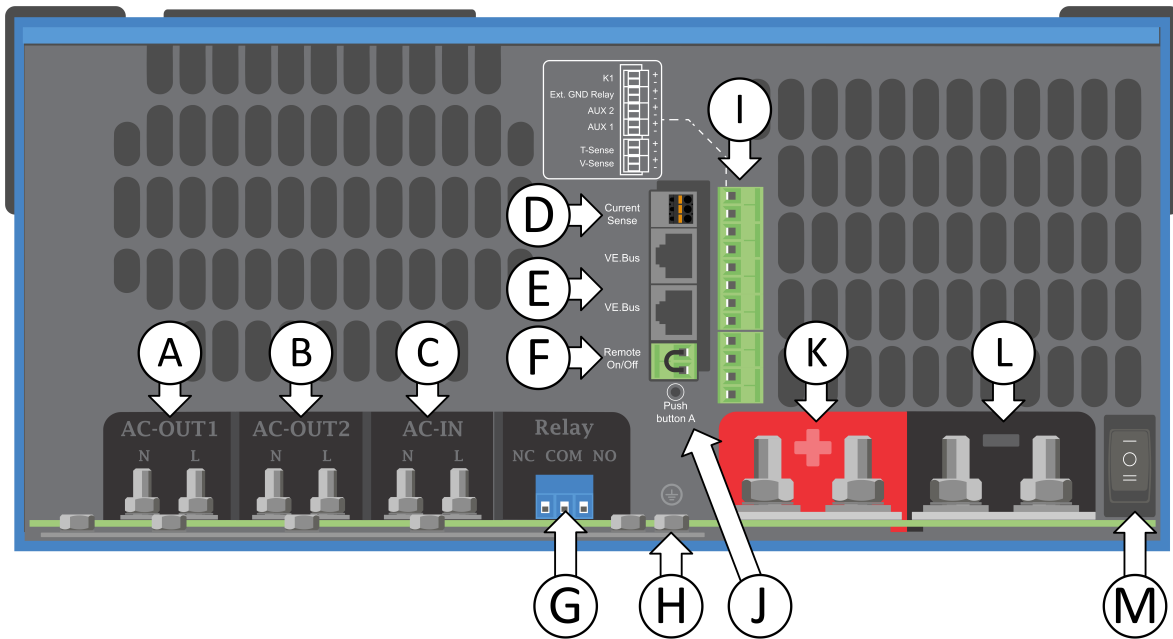 K1 + -
Ext. GND Relay + -
AUX 2 + -
AUX 1 + -
T-Sense + -
V-Sense + -
I
D
Current
Sense
VE.Bus
E
VE.Bus
F
Remote
On/Off
A
B
C
K
L
Push
button A
AC-OUT1
N L
AC-OUT2
N L
AC-IN
N L
Relay
NC COM NO
G
H
J
M